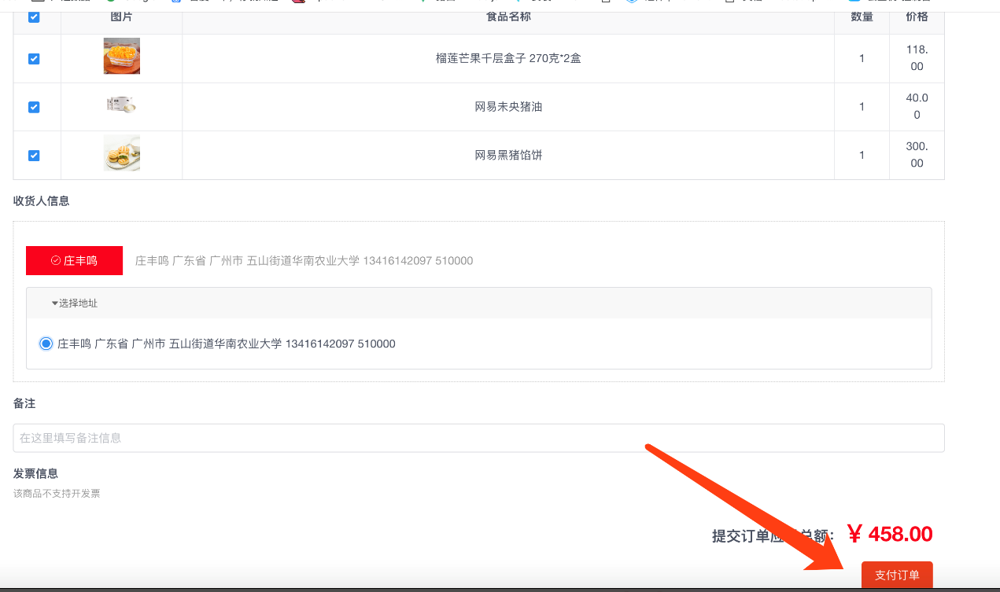 图片 食品名称 数量 价格
榴莲芒果千层盒子 270克*2盒 1 118.
00
网易未央猪油 1 40.0
0
网易黑猪馅饼 1 300.
00
收货人信息
庄丰鸣 庄丰鸣 广东省 广州市 五山街道华南农业大学 13416142097 510000
选择地址
庄丰鸣 广东省 广州市 五山街道华南农业大学 13416142097 510000
备注
在这里填写备注信息
发票信息
该商品不支持开发票
提交订单应 总额: ¥ 458.00
支付订单